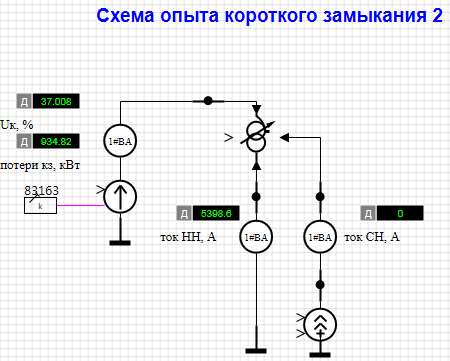 Схема опыта короткого замыкания 2
Д 37.008
Uк, %
Д 934.82
1#ВА
потери кз, кВт
83163
k
Д 5398.6
Д 0
ток НН, А
1#ВА
1#ВА
ток СН, А